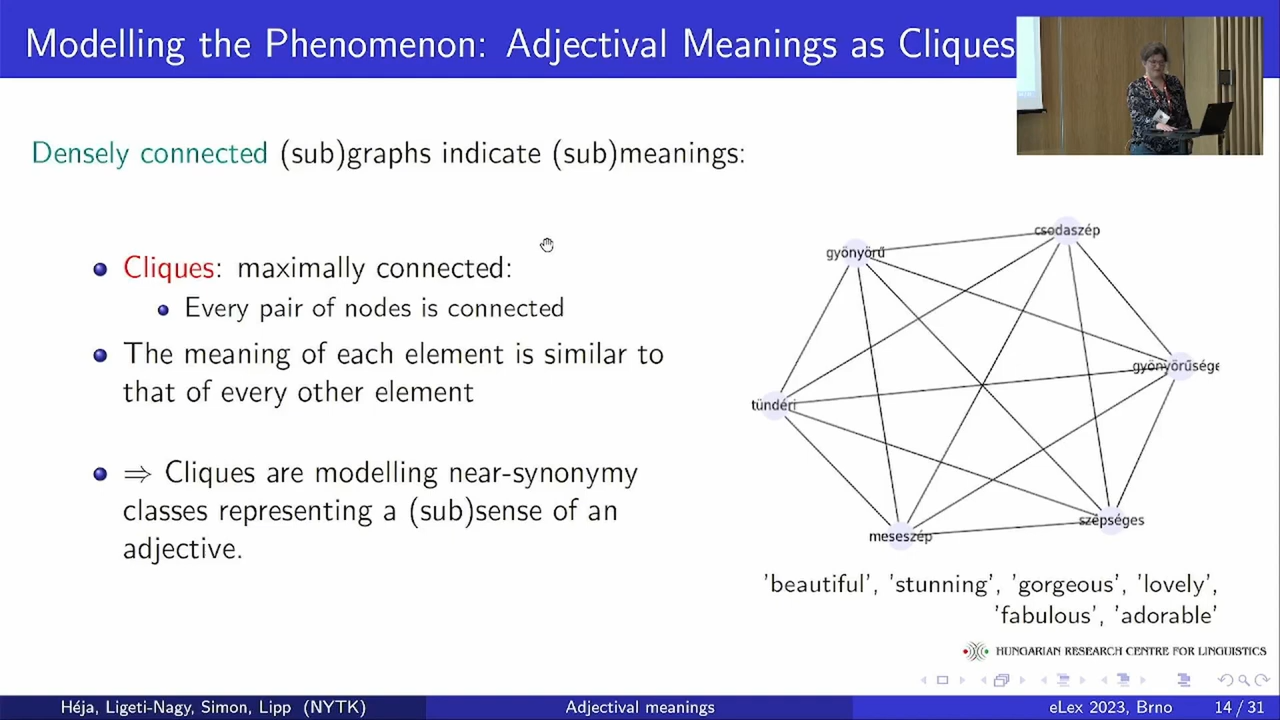 Modelling the Phenomenon: Adjectival Meanings as Cliques
Densely connected (sub)graphs indicate (sub)meanings:
Cliques: maximally connected:
Every pair of nodes is connected
The meaning of each element is similar to
that of every other element
⇒ Cliques are modelling near-synonymy
classes representing a (sub)sense of an
adjective.
csodaszép
gyönyörű
gyönyörűsége
tündéri
szépséges
meseszép
'beautiful', 'stunning', 'gorgeous', 'lovely',
'fabulous', 'adorable'
HUNGARIAN RESEARCH CENTRE FOR LINGUISTICS
Héja, Ligeti-Nagy, Simon, Lipp (NYTK)
Adjectival meanings
eLex 2023, Brno
14 / 31